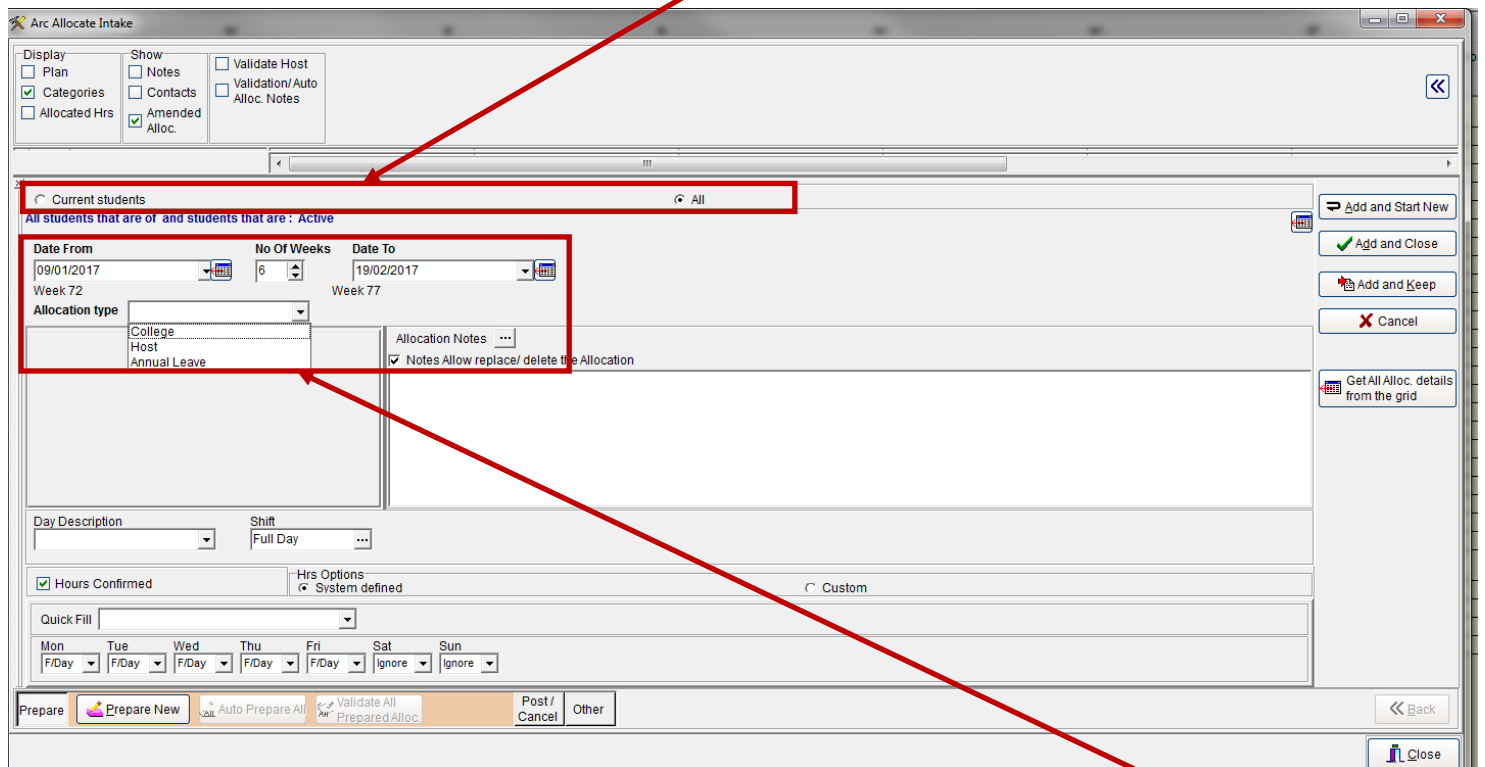 Arc Allocate Intake
Display
Plan
Categories
Allocated Hrs
Show
Notes
Contacts
Amended
Alloc.
Validate Host
Validation/Auto
Alloc. Notes
Current students
All
All students that are of and students that are : Active
Date From
No Of Weeks
Date To
09/01/2017
6
19/02/2017
Week 72
Week 77
Allocation type
College
Host
Annual Leave
Allocation Notes ...
Notes Allow replace/ delete the Allocation
Add and Start New
Add and Close
Add and Keep
Cancel
Get All Alloc. details
from the grid
Day Description
Shift
Full Day ...
Hours Confirmed
Hrs Options
System defined
Custom
Quick Fill
Mon Tue Wed Thu Fri Sat Sun
F/Day F/Day F/Day F/Day F/Day Ignore Ignore
Prepare
Prepare New
Auto Prepare All
Validate All
Prepared Alloc.
Post /
Cancel
Other
Back
Close